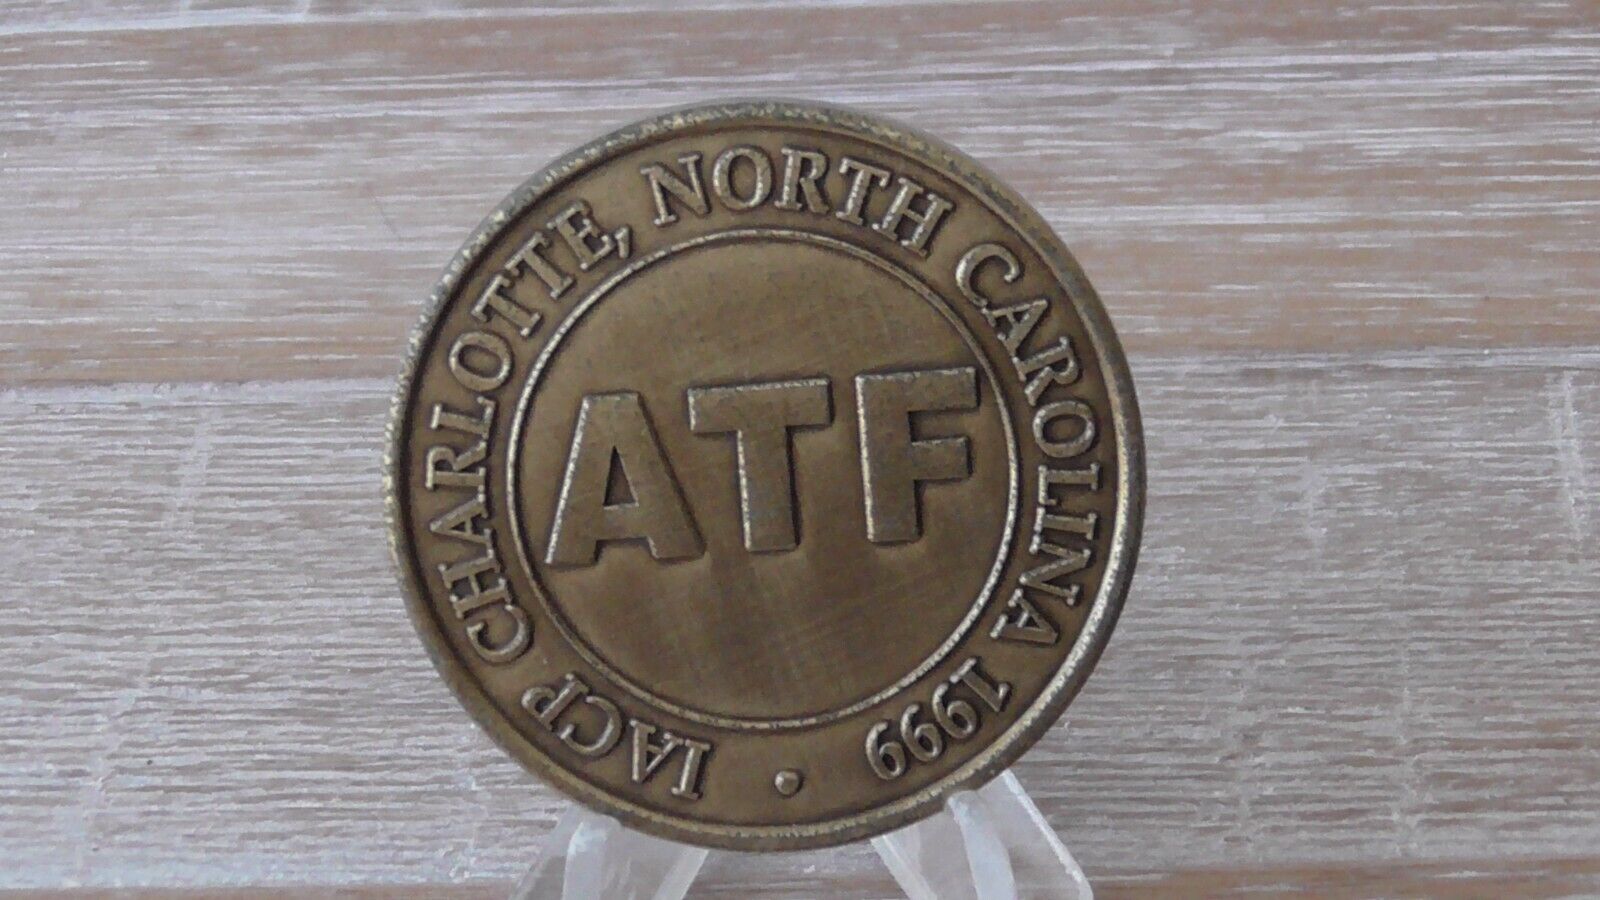 IACP CHARLOTTE, NORTH CAROLINA 1999 •
ATF